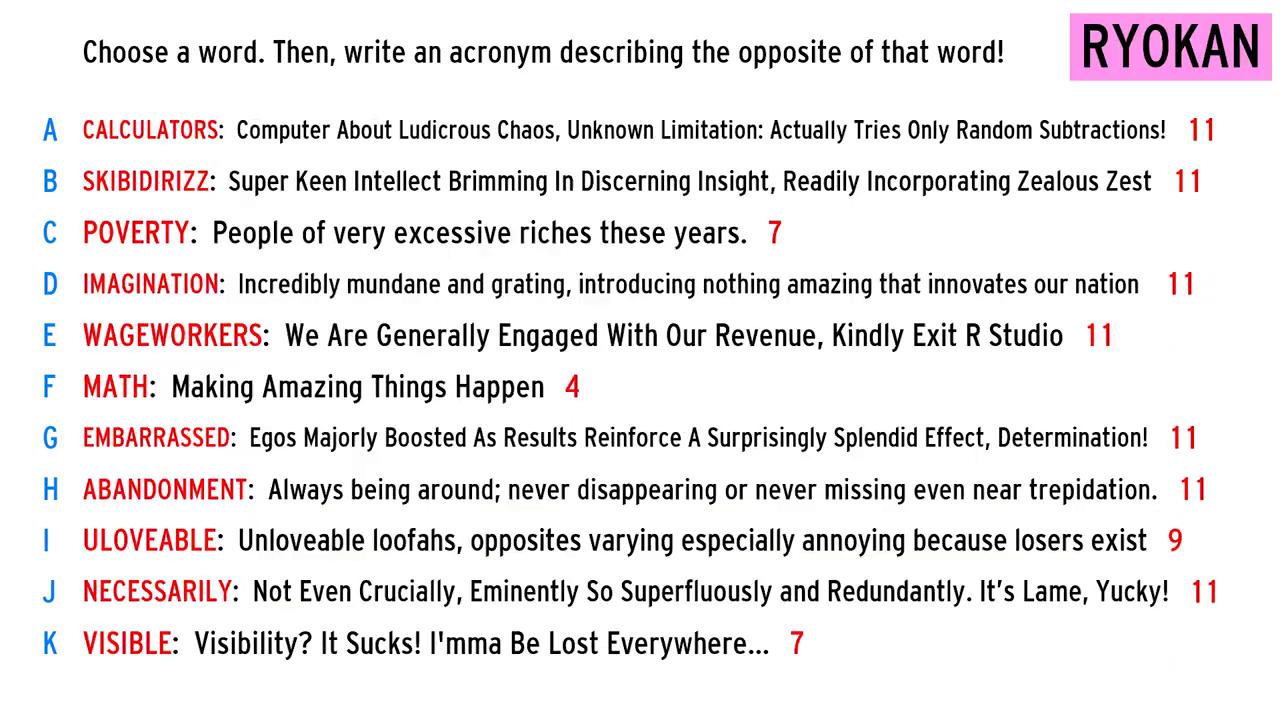 Choose a word. Then, write an acronym describing the opposite of that word!
RYOKAN
A CALCULATORS: Computer About Ludicrous Chaos, Unknown Limitation: Actually Tries Only Random Subtractions! 11
B SKIBIDIRIZZ: Super Keen Intellect Brimming In Discerning Insight, Readily Incorporating Zealous Zest 11
C POVERTY: People of very excessive riches these years. 7
D IMAGINATION: Incredibly mundane and grating, introducing nothing amazing that innovates our nation 11
E WAGEWORKERS: We Are Generally Engaged With Our Revenue, Kindly Exit R Studio 11
F MATH: Making Amazing Things Happen 4
G EMBARRASSED: Egos Majorly Boosted As Results Reinforce A Surprisingly Splendid Effect, Determination! 11
H ABANDONMENT: Always being around; never disappearing or never missing even near trepidation. 11
I ULOVEABLE: Unloveable loofahs, opposites varying especially annoying because losers exist 9
J NECESSARILY: Not Even Crucially, Eminently So Superfluously and Redundantly. It’s Lame, Yucky! 11
K VISIBLE: Visibility? It Sucks! I'mma Be Lost Everywhere... 7